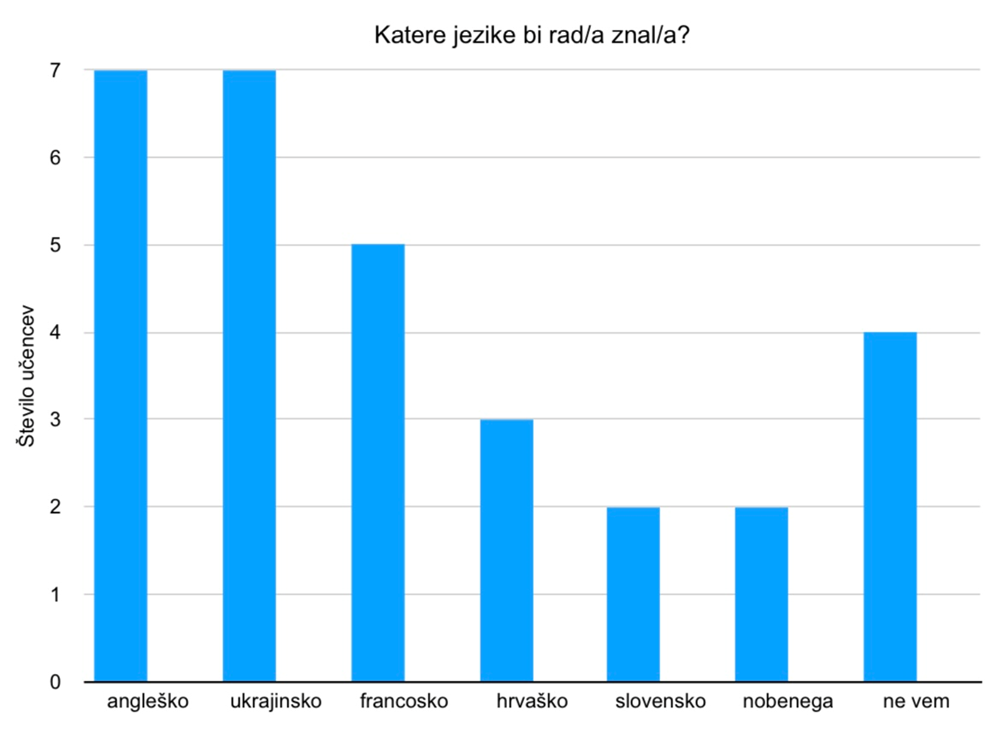 Katere jezike bi rad/a znal/a?
7
6
5
4
3
2
1
0
Število učencev
angleško ukrajinsko francosko hrvaško slovensko nobenega ne vem